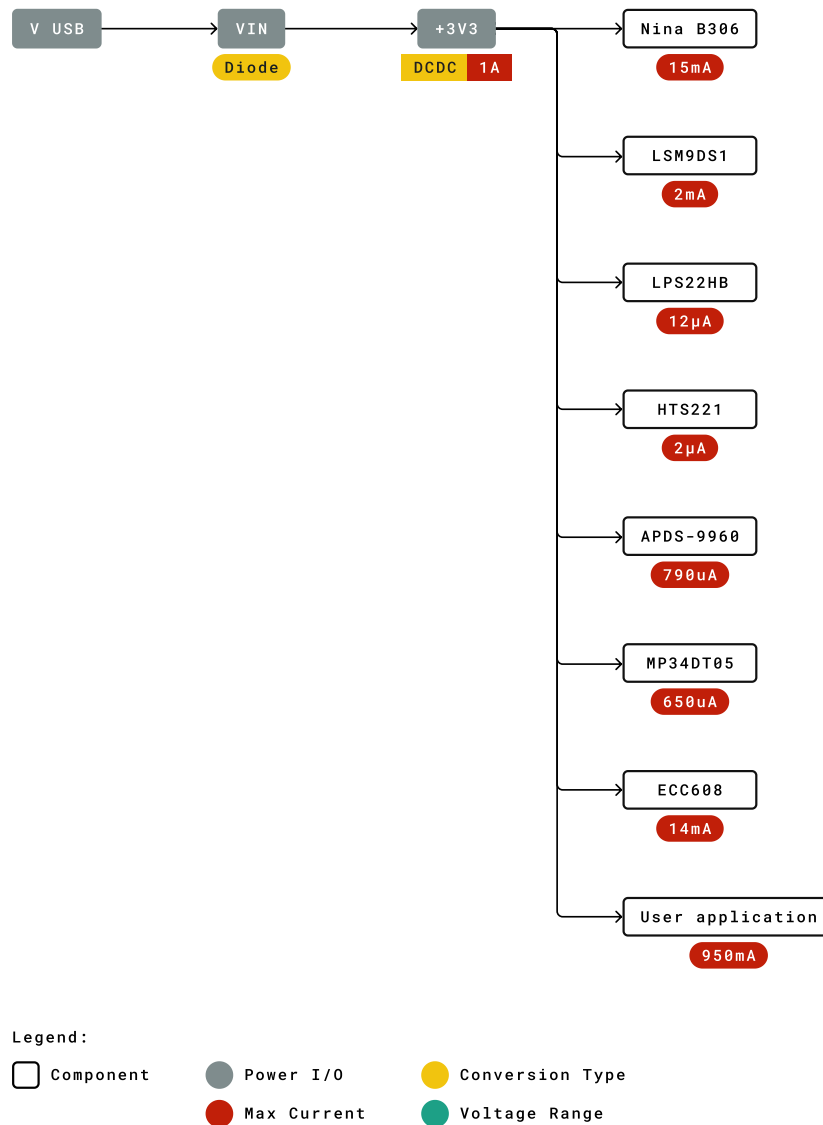 V USB VIN +3V3 Nina B306
Diode DCDC 1A 15mA
LSM9DS1
2mA
LPS22HB
12µA
HTS221
2µA
APDS-9960
790uA
MP34DT05
650uA
ECC608
14mA
User application
950mA
Legend:
Component Power I/O Conversion Type
Max Current Voltage Range